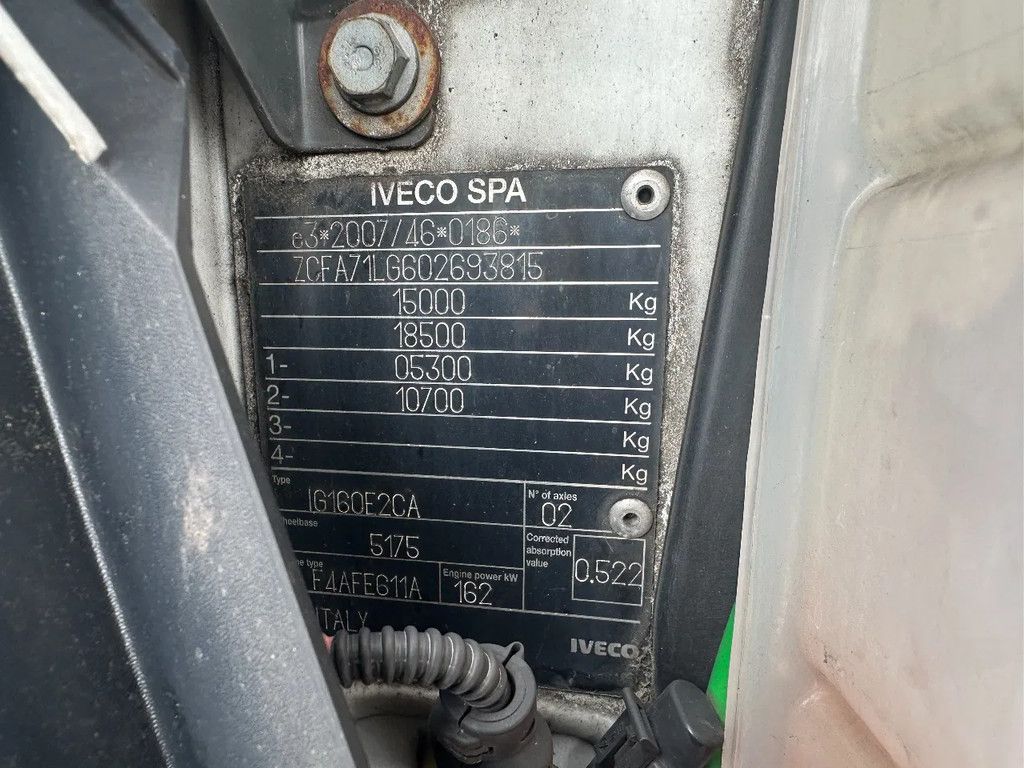 IVECO SPA
e3*2007/46*0186*
ZCFA71LG602693815
15000 Kg
18500 Kg
1- 05300 Kg
2- 10700 Kg
3- Kg
4- Kg
Type
IG160E2CA
N° of axles
02
5175
Corrected absorption value
0.522
type
F4AFE611A
Engine power kW
162
ITALY
IVECO